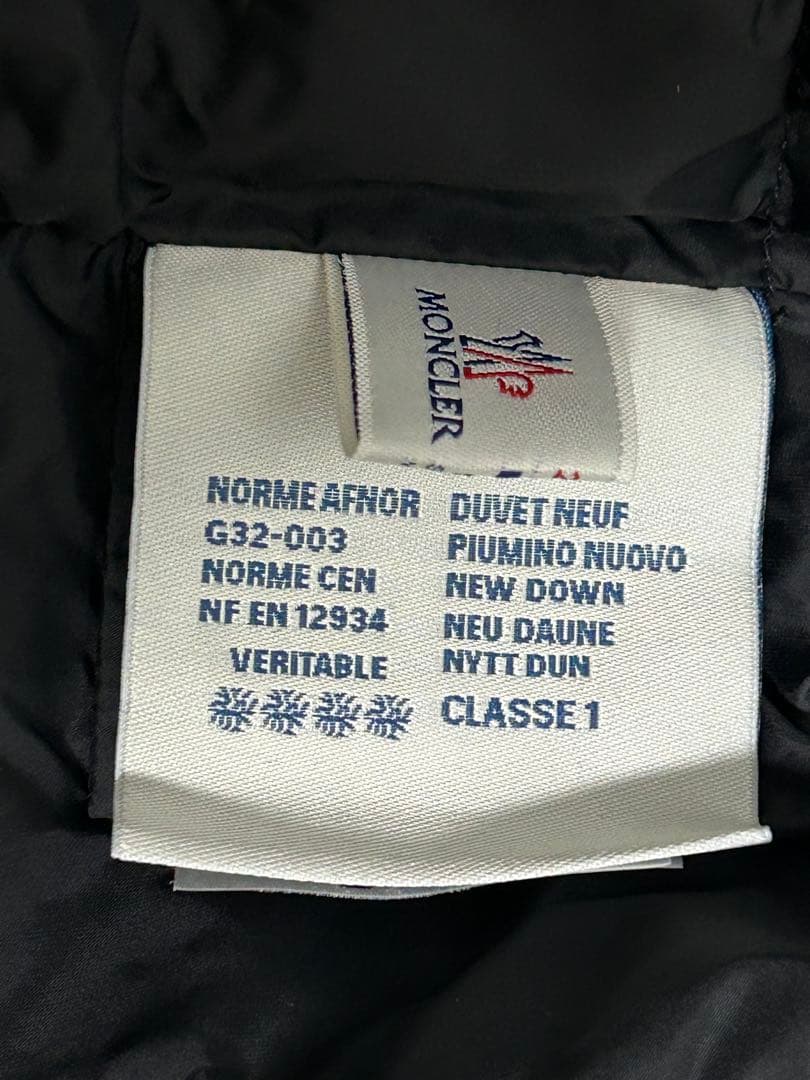 MONCLER
NORME AFNOR
G32-003
NORME CEN
NF EN 12934
VERITABLE
DUVET NEUF
PIUMINO NUOVO
NEW DOWN
NEU DAUNE
NYTT DUN
CLASSE 1